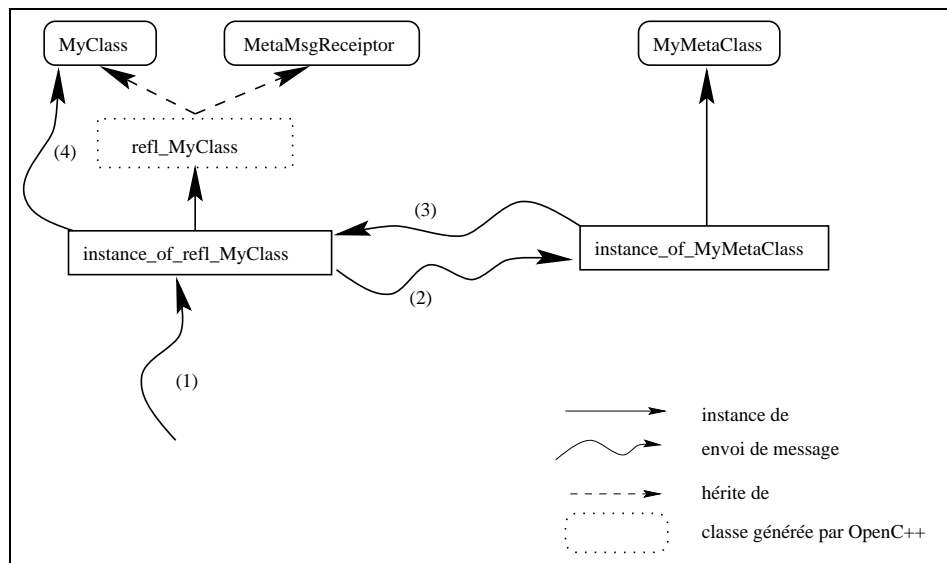 MyClass
MetaMsgReceiptor
MyMetaClass
refl_MyClass
(4)
(3)
instance_of_refl_MyClass
instance_of_MyMetaClass
(2)
(1)
instance de
envoi de message
hérite de
classe générée par OpenC++